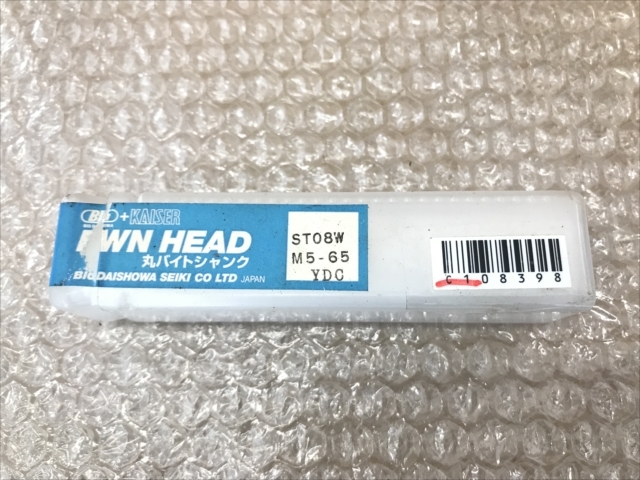 BIG+KAISER
EWN HEAD
丸バイトシャンク
BIG DAISHOWA SEIKI CO LTD JAPAN
ST08W
M5-65
YDC
C108398